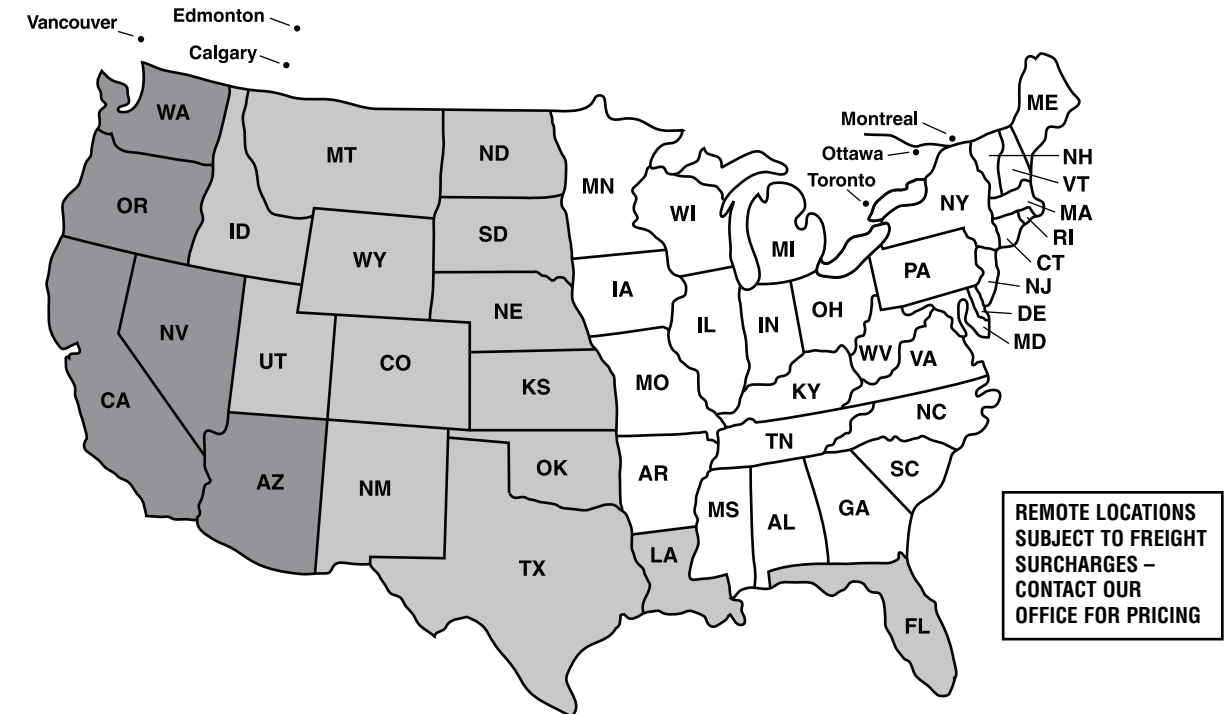 Vancouver
Edmonton
Calgary
WA
MT
ND
MN
OR
ID
SD
WI
WY
MI
NE
IA
NV
UT
CO
KS
CA
AZ
NM
OK
TX
MO
IL
IN
OH
KY
WV
VA
NC
TN
AR
SC
MS
AL
GA
LA
FL
PA
NY
Montreal
Ottawa
Toronto
ME
NH
VT
MA
RI
CT
NJ
DE
MD
REMOTE LOCATIONS
SUBJECT TO FREIGHT
SURCHARGES –
CONTACT OUR
OFFICE FOR PRICING